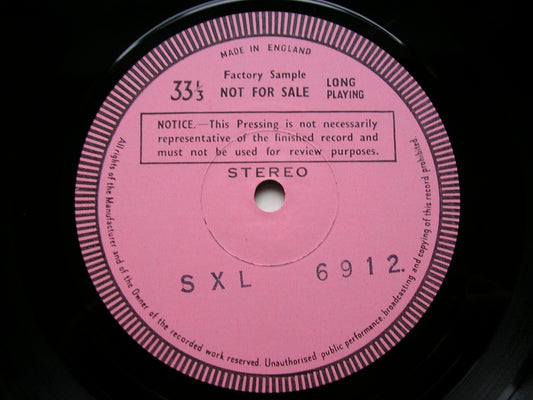 MADE IN ENGLAND
Factory Sample
33 1/3 NOT FOR SALE LONG PLAYING
NOTICE.—This Pressing is not necessarily
representative of the finished record and
must not be used for review purposes.
STEREO
SXL 6912.
All rights of the Manufacturer and of the Owner of the recorded work reserved. Unauthorised public performance, broadcasting and copying of this record prohibited.